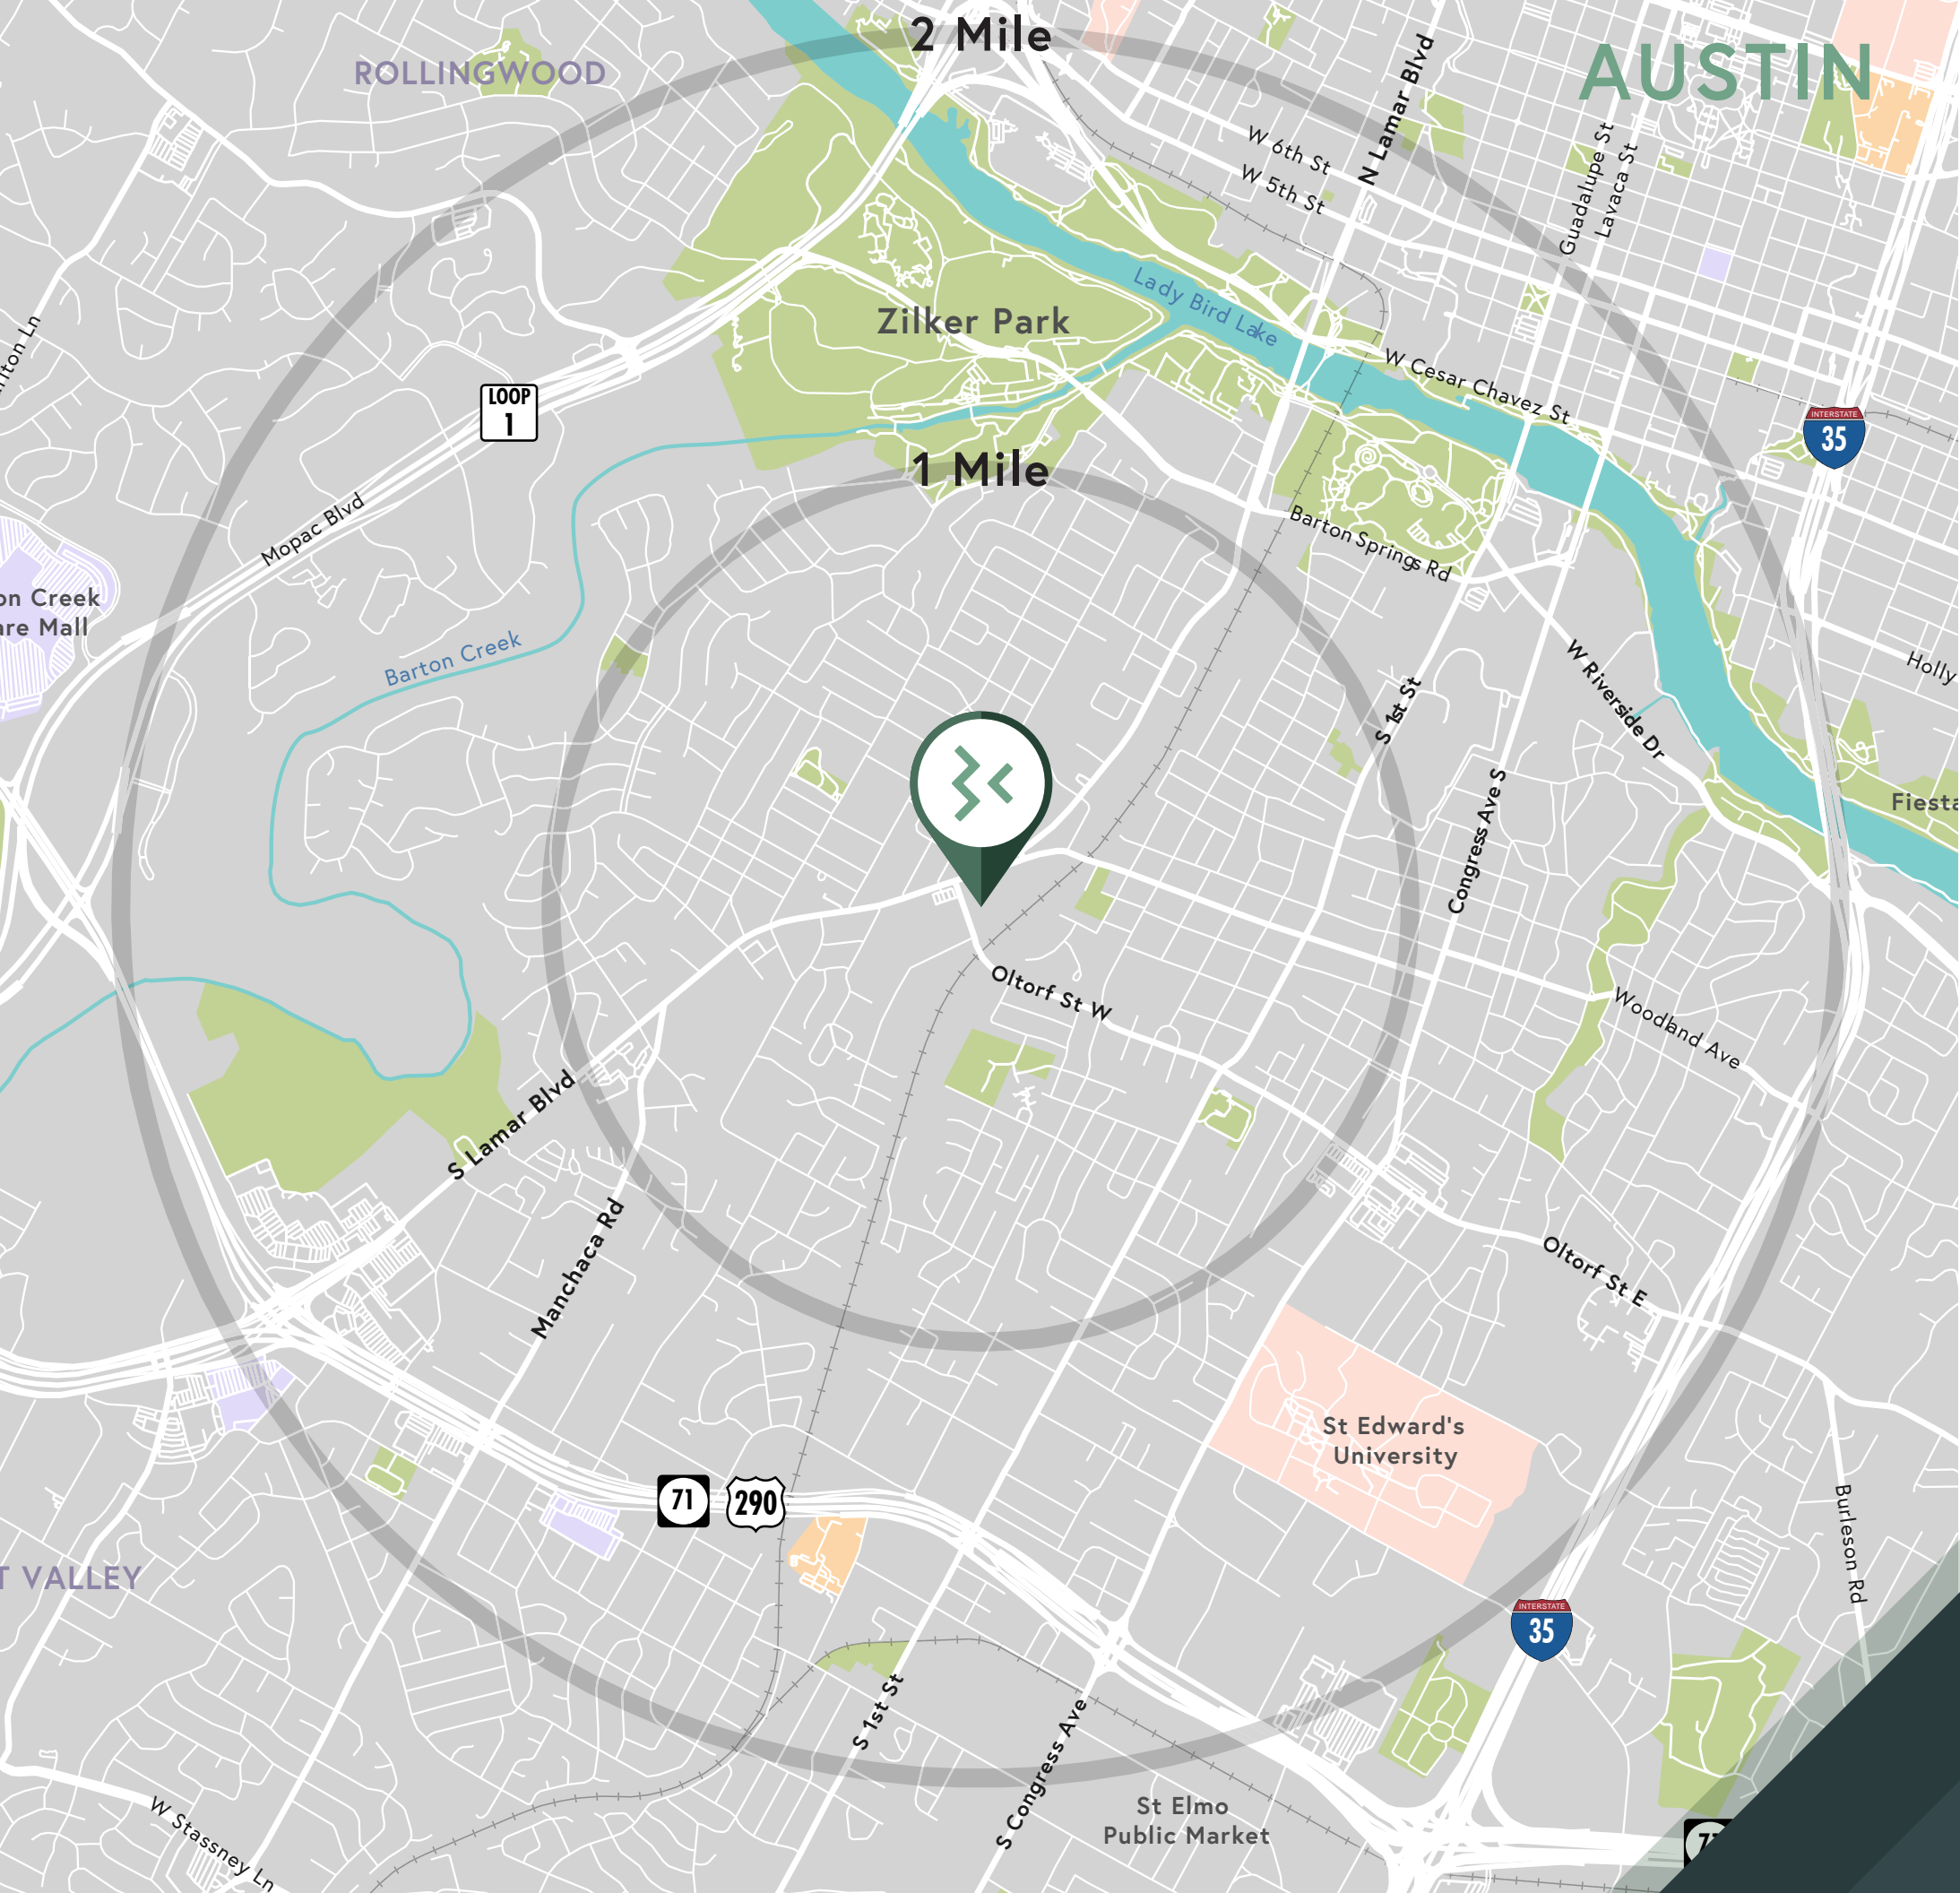 2 Mile
AUSTIN
ROLLINGWOOD
N Lamar Blvd
W 6th St
W 5th St
Guadalupe St
Lavaca St
Lady Bird Lake
Zilker Park
W Cesar Chavez St
LOOP
1
INTERSTATE
35
1 Mile
Mopac Blvd
Barton Springs Rd
on Creek
are Mall
Barton Creek
W Riverside Dr
Holly
S 1st St
Congress Ave S
Fiesta
Oltorf St W
Woodland Ave
S Lamar Blvd
Manchaca Rd
Oltorf St E
St Edward's
University
71
290
Burleson Rd
T VALLEY
INTERSTATE
35
S 1st St
S Congress Ave
St Elmo
Public Market
W Stassney Ln